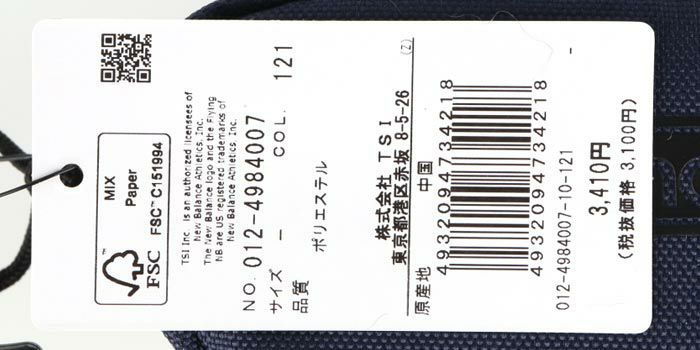 MIX
Paper
FSC™ C151994
FSC
TSI Inc. is an authorized licensees of
New Balance Athletics, Inc.
The New Balance logo and the Flying
NB are US registered trademarks of
New Balance Athletics, Inc.
NO. 012-4984007
サイズ - COL. 121
品質 ポリエステル
株式会社 TSI
東京都港区赤坂 8-5-26 (Z)
原産地 中国
4932094734218
4932094734218
012-4984007-10-121 -
3,410円
(税抜価格 3,100円)